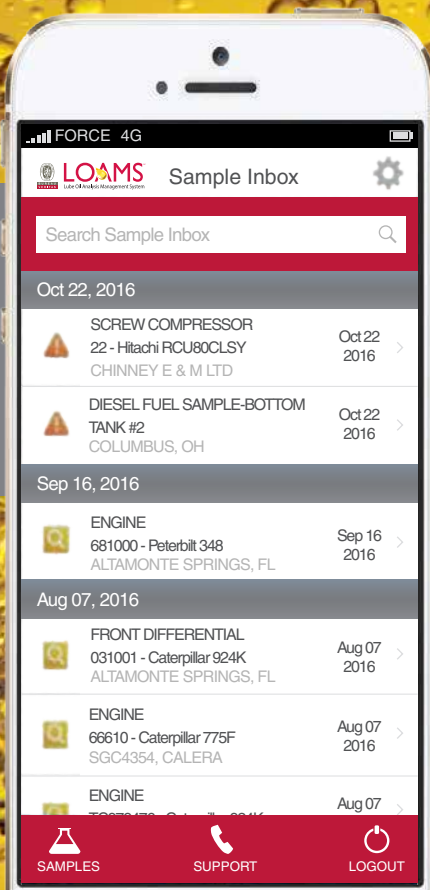 FORCE 4G
LOAMS
Lube Oil Analysis Management System
Sample Inbox
Search Sample Inbox
Oct 22, 2016
SCREW COMPRESSOR
22 - Hitachi RCU80CLSY
CHINNEY E & M LTD
Oct 22
2016
DIESEL FUEL SAMPLE-BOTTOM
TANK #2
COLUMBUS, OH
Oct 22
2016
Sep 16, 2016
ENGINE
681000 - Peterbilt 348
ALTAMONTE SPRINGS, FL
Sep 16
2016
Aug 07, 2016
FRONT DIFFERENTIAL
031001 - Caterpillar 924K
ALTAMONTE SPRINGS, FL
Aug 07
2016
ENGINE
66610 - Caterpillar 775F
SGC4354, CALERA
Aug 07
2016
ENGINE
Aug 07
SAMPLES
SUPPORT
LOGOUT